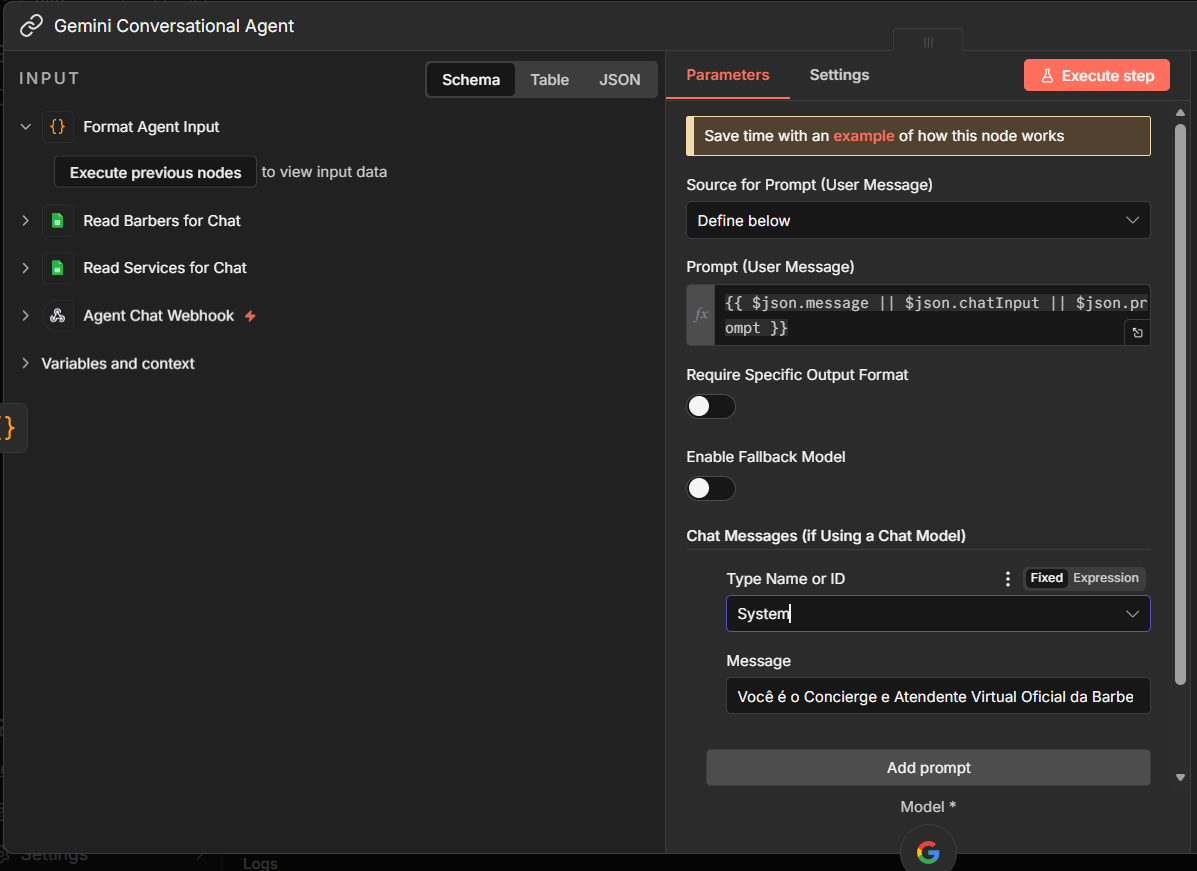 Gemini Conversational Agent
INPUT
Schema
Table
JSON
Format Agent Input
Execute previous nodes to view input data
Read Barbers for Chat
Read Services for Chat
Agent Chat Webhook
Variables and context
Parameters
Settings
Execute step
Save time with an example of how this node works
Source for Prompt (User Message)
Define below
Prompt (User Message)
fx
{{ $json.message || $json.chatInput || $json.pr
ompt }}
Require Specific Output Format
Enable Fallback Model
Chat Messages (if Using a Chat Model)
Type Name or ID
Fixed
Expression
System
Message
Você é o Concierge e Atendente Virtual Oficial da Barbe
Add prompt
Model *
Settings
Logs